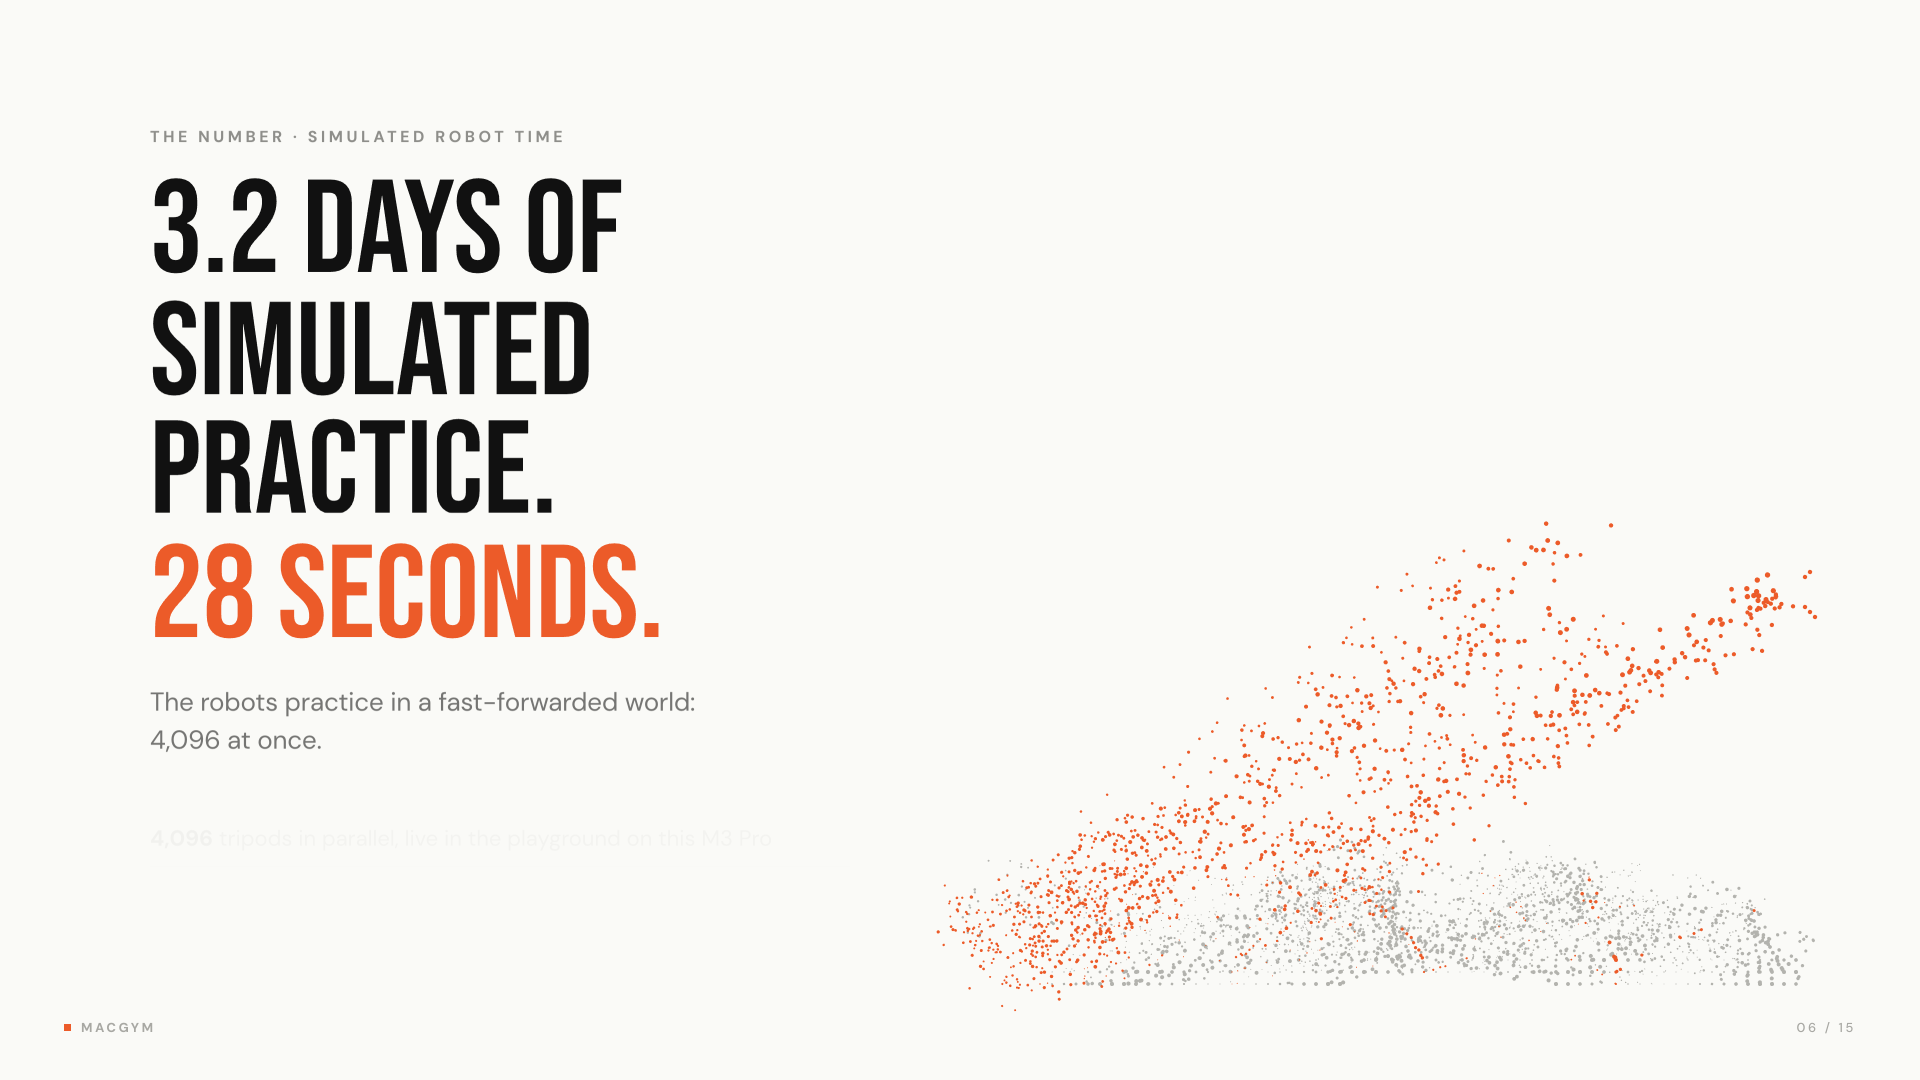 THE NUMBER · SIMULATED ROBOT TIME
3.2 DAYS OF
SIMULATED
PRACTICE.
28 SECONDS.
The robots practice in a fast-forwarded world:
4,096 at once.
4,096 tripods in parallel, live in the playground on this M3 Pro
MACGYM
06 / 15